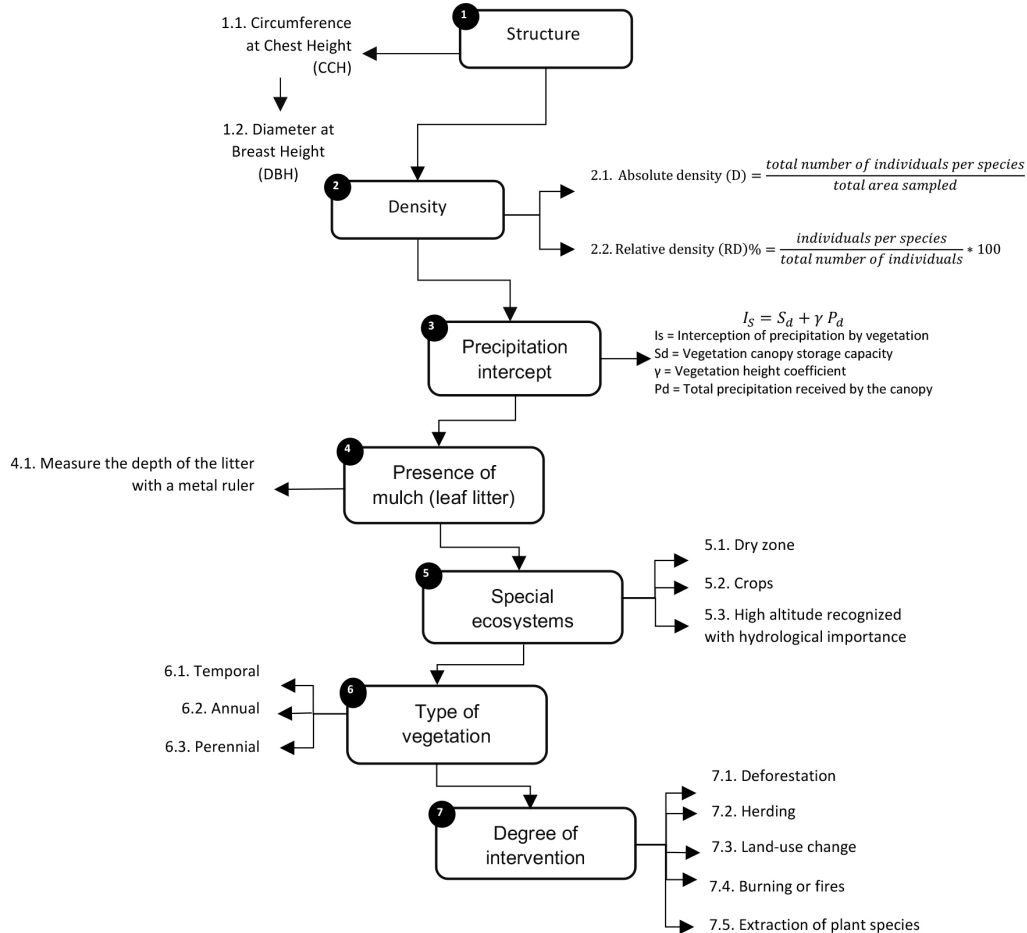 1
Structure
1.1. Circumference
at Chest Height
(CCH)
1.2. Diameter at
Breast Height
(DBH)
2
Density
2.1. Absolute density (D) = total number of individuals per species / total area sampled
2.2. Relative density (RD)% = individuals per species / total number of individuals * 100
3
Precipitation
intercept
I_S = S_d + γ P_d
Is = Interception of precipitation by vegetation
Sd = Vegetation canopy storage capacity
γ = Vegetation height coefficient
Pd = Total precipitation received by the canopy
4
Presence of
mulch (leaf litter)
4.1. Measure the depth of the litter
with a metal ruler
5
Special
ecosystems
5.1. Dry zone
5.2. Crops
5.3. High altitude recognized
with hydrological importance
6
Type of
vegetation
6.1. Temporal
6.2. Annual
6.3. Perennial
7
Degree of
intervention
7.1. Deforestation
7.2. Herding
7.3. Land-use change
7.4. Burning or fires
7.5. Extraction of plant species